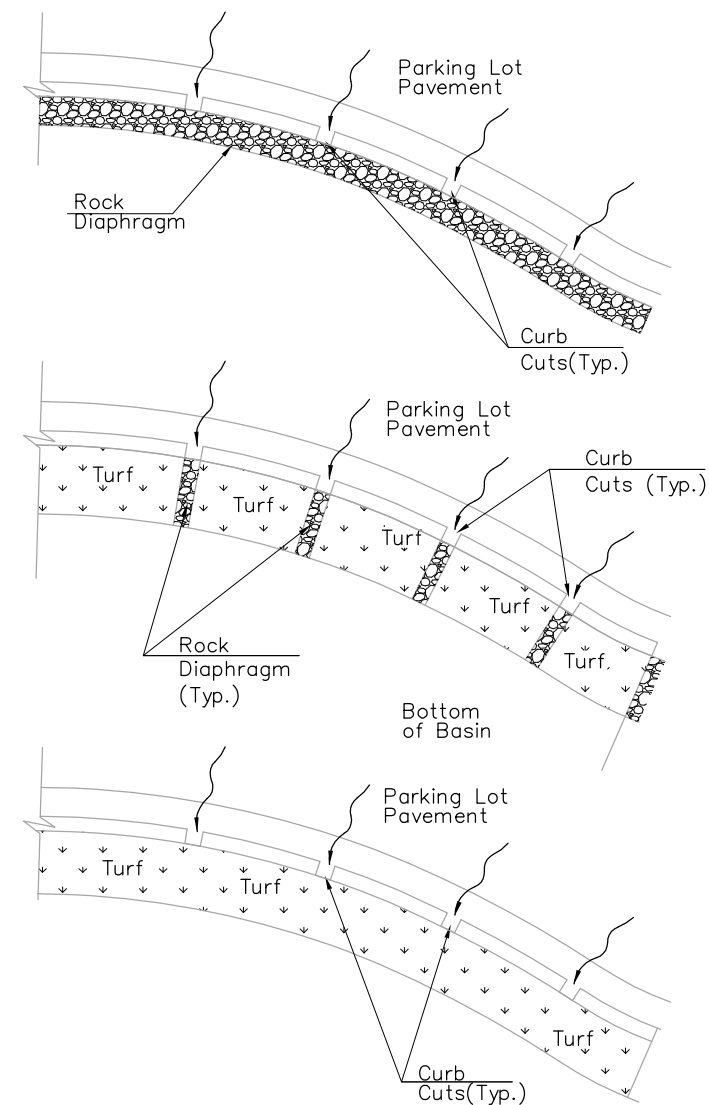 Parking Lot
Pavement
Rock
Diaphragm
Curb
Cuts(Typ.)
Parking Lot
Pavement
Curb
Cuts (Typ.)
Turf
Turf
Turf
Turf
Turf
Rock
Diaphragm
(Typ.)
Bottom
of Basin
Parking Lot
Pavement
Turf
Turf
Turf
Curb
Cuts(Typ.)